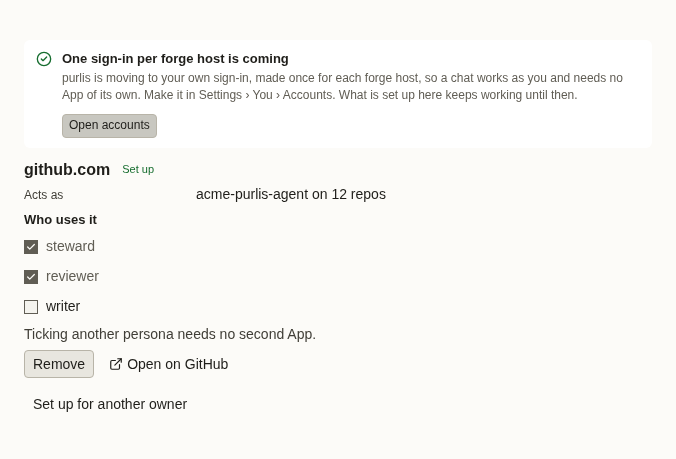 One sign-in per forge host is coming
purlis is moving to your own sign-in, made once for each forge host, so a chat works as you and needs no
App of its own. Make it in Settings › You › Accounts. What is set up here keeps working until then.
Open accounts
github.com Set up
Acts as acme-purlis-agent on 12 repos
Who uses it
steward
reviewer
writer
Ticking another persona needs no second App.
Remove Open on GitHub
Set up for another owner